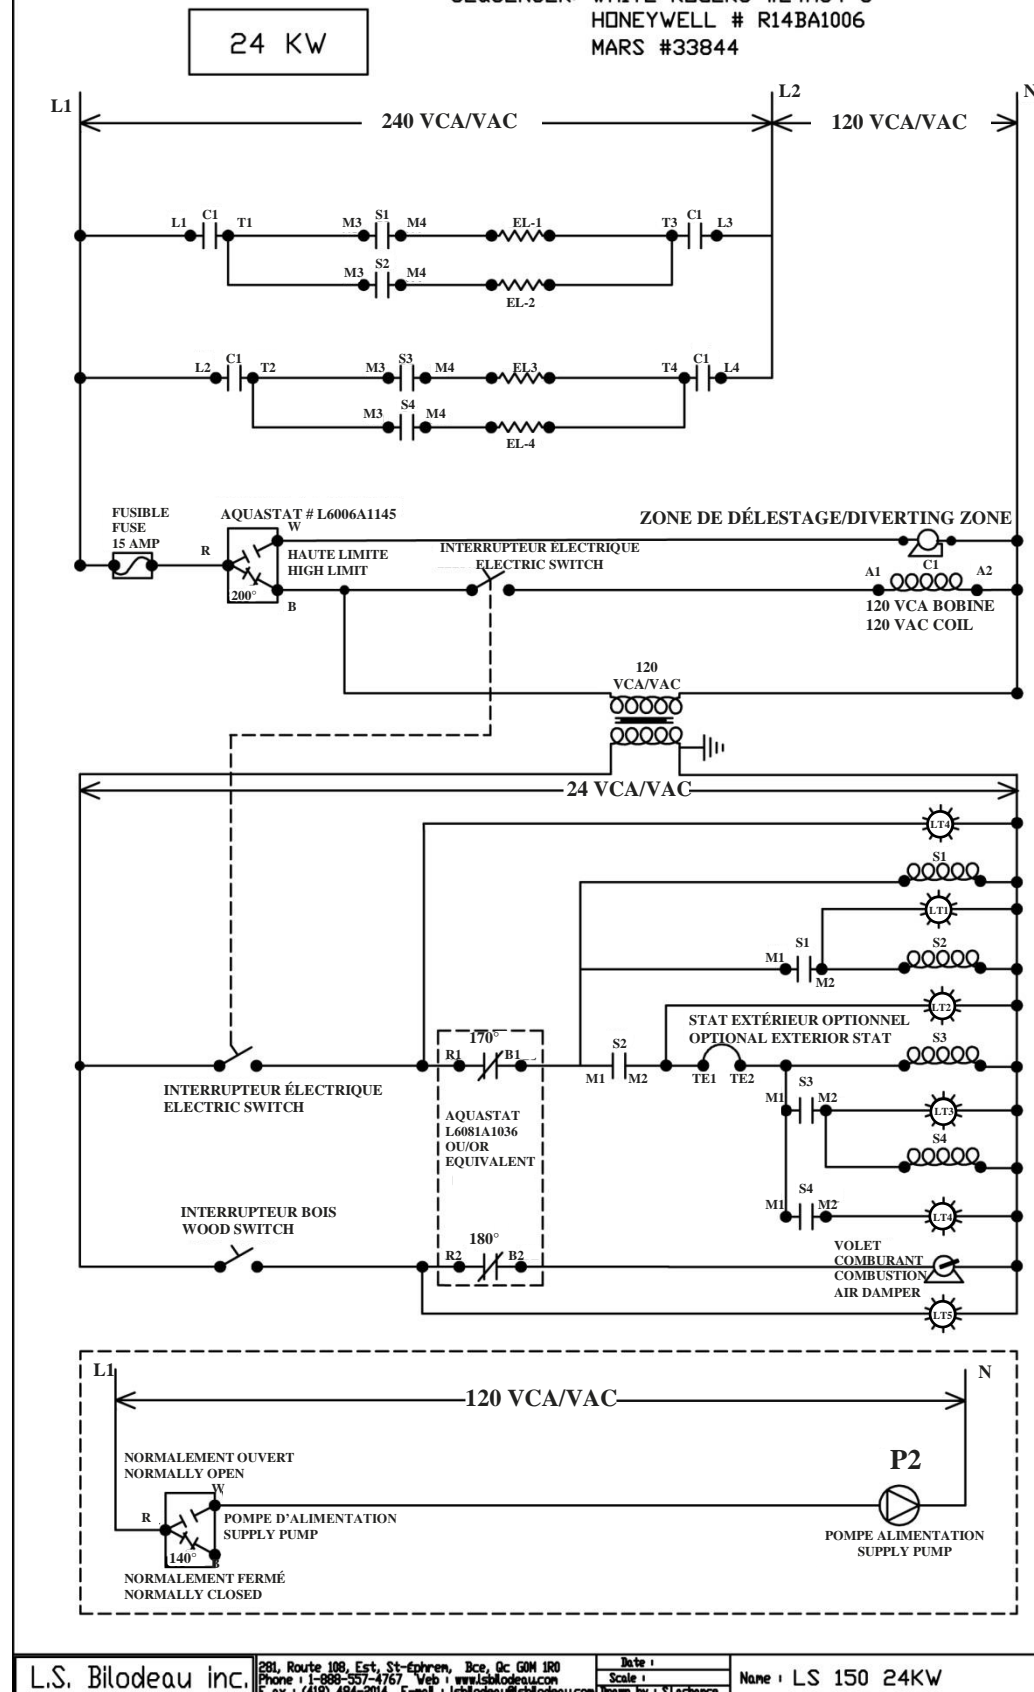 HONEYWELL # R14BA1006
24 KW
MARS #33844
L1
L2
N
240 VCA/VAC
120 VCA/VAC
L1
C1
T1
M3
S1
M4
EL-1
T3
C1
L3
M3
S2
M4
EL-2
L2
C1
T2
M3
S3
M4
EL3
T4
C1
L4
M3
S4
M4
EL-4
FUSIBLE
FUSE
15 AMP
AQUASTAT # L6006A1145
W
R
HAUTE LIMITE
HIGH LIMIT
200°
B
INTERRUPTEUR ÉLECTRIQUE
ELECTRIC SWITCH
ZONE DE DÉLESTAGE/DIVERTING ZONE
A1
C1
A2
120 VCA BOBINE
120 VAC COIL
120
VCA/VAC
24 VCA/VAC
LT4
S1
LT1
S1
M1
M2
S2
LT2
STAT EXTÉRIEUR OPTIONNEL
OPTIONAL EXTERIOR STAT
170°
R1
B1
S2
M1
M2
TE1
TE2
S3
INTERRUPTEUR ÉLECTRIQUE
ELECTRIC SWITCH
S3
M1
M2
LT3
AQUASTAT
L6081A1036
OU/OR
EQUIVALENT
S4
S4
M1
M2
LT4
INTERRUPTEUR BOIS
WOOD SWITCH
180°
R2
B2
VOLET
COMBURANT
COMBUSTION
AIR DAMPER
LT5
L1
N
120 VCA/VAC
NORMALEMENT OUVERT
NORMALLY OPEN
W
R
140°
B
POMPE D'ALIMENTATION
SUPPLY PUMP
P2
POMPE ALIMENTATION
SUPPLY PUMP
NORMALEMENT FERMÉ
NORMALLY CLOSED
L.S. Bilodeau inc.
281, Route 108, Est, St-Éphrem, Bce, Qc G0M 1R0
Phone : 1-888-557-4767 Web : www.lsbilodeau.com
Date :
Scale :
Name : LS 150 24KW